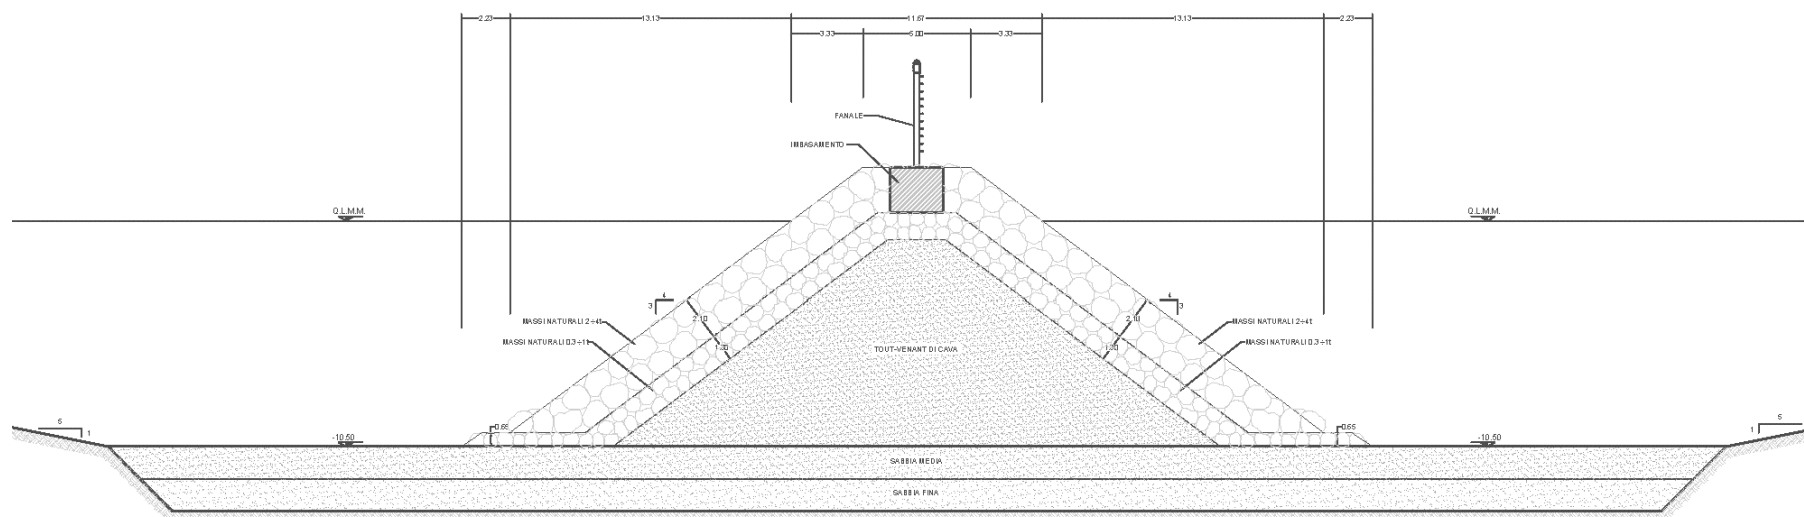 2.23 13.13 11.67 13.13 2.23
3.33 5.00 3.33
FANALE
IMBASAMENTO
Q.L.M.M. Q.L.M.M.
4 4
3 3
MASSI NATURALI 2÷4t 2.10 2.10 MASSI NATURALI 2÷4t
MASSI NATURALI 0.3÷1t 1.30 TOUT-VENANT DI CAVA 1.30 MASSI NATURALI 0.3÷1t
5 0.65 0.65 5
1 1
-10.50 -10.50
SABBIA MEDIA
SABBIA FINA